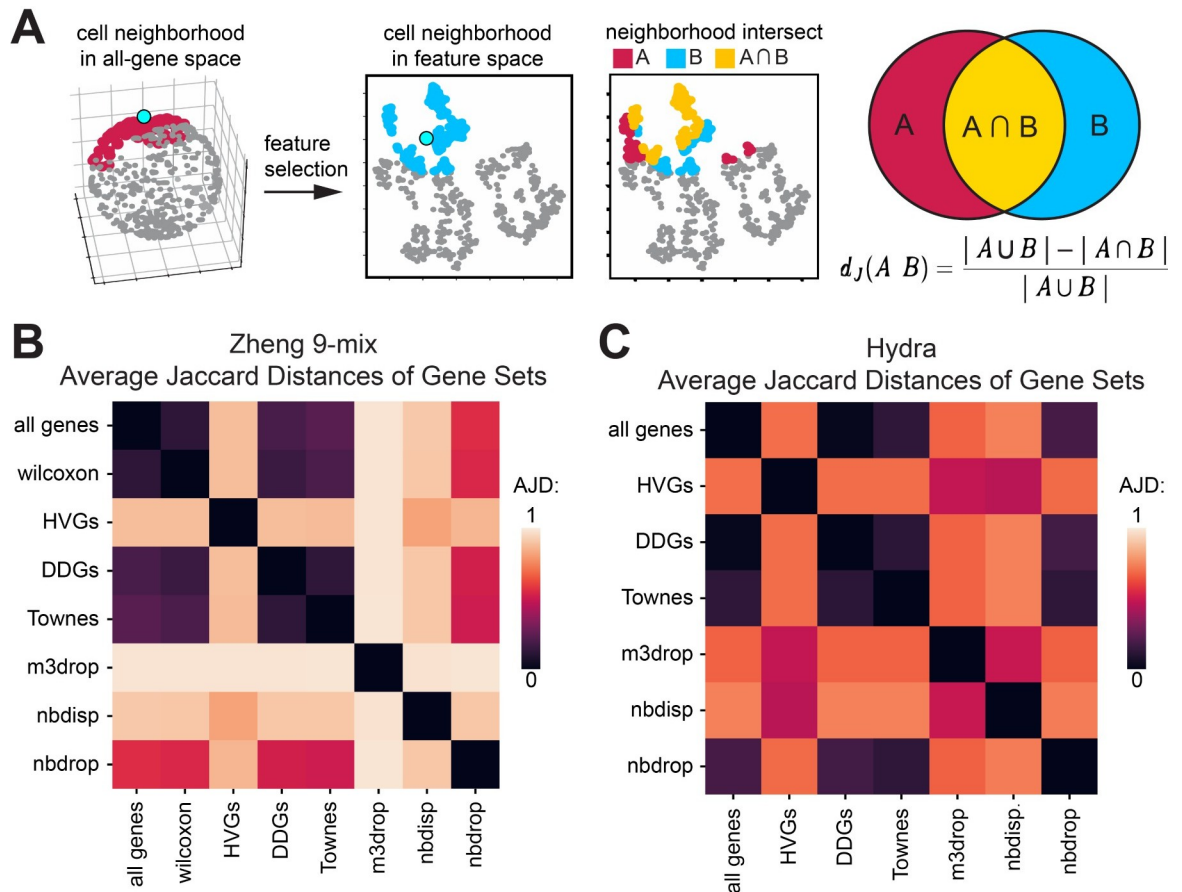 A
cell neighborhood
in all-gene space
feature
selection
cell neighborhood
in feature space
neighborhood intersect
A B A∩B
A A ∩ B B
d_J(A B) = | A ∪ B | − | A ∩ B | / | A ∪ B |
B
Zheng 9-mix
Average Jaccard Distances of Gene Sets
all genes
wilcoxon
HVGs
DDGs
Townes
m3drop
nbdisp
nbdrop
all genes
wilcoxon
HVGs
DDGs
Townes
m3drop
nbdisp
nbdrop
AJD:
1
0
C
Hydra
Average Jaccard Distances of Gene Sets
all genes
HVGs
DDGs
Townes
m3drop
nbdisp
nbdrop
all genes
HVGs
DDGs
Townes
m3drop
nbdisp.
nbdrop
AJD:
1
0